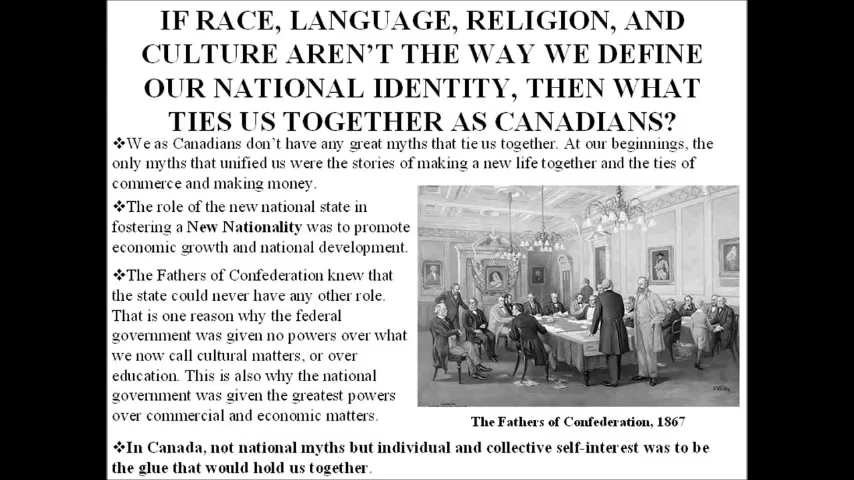 IF RACE, LANGUAGE, RELIGION, AND
CULTURE AREN'T THE WAY WE DEFINE
OUR NATIONAL IDENTITY, THEN WHAT
TIES US TOGETHER AS CANADIANS?
❖We as Canadians don't have any great myths that tie us together. At our beginnings, the
only myths that unified us were the stories of making a new life together and the ties of
commerce and making money.
❖The role of the new national state in
fostering a New Nationality was to promote
economic growth and national development.
❖The Fathers of Confederation knew that
the state could never have any other role.
That is one reason why the federal
government was given no powers over what
we now call cultural matters, or over
education. This is also why the national
government was given the greatest powers
over commercial and economic matters.
The Fathers of Confederation, 1867
❖In Canada, not national myths but individual and collective self-interest was to be
the glue that would hold us together.